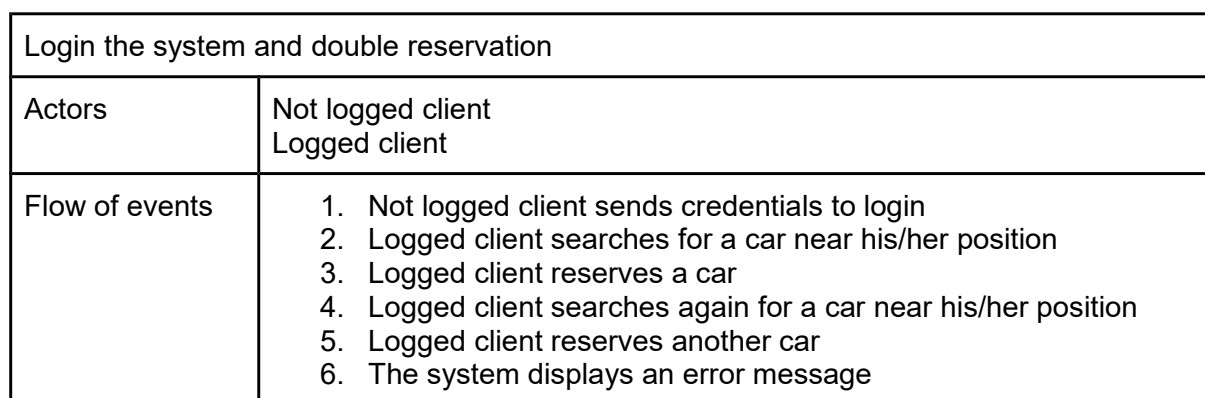 Login the system and double reservation
Actors
Not logged client
Logged client
Flow of events
1. Not logged client sends credentials to login
2. Logged client searches for a car near his/her position
3. Logged client reserves a car
4. Logged client searches again for a car near his/her position
5. Logged client reserves another car
6. The system displays an error message